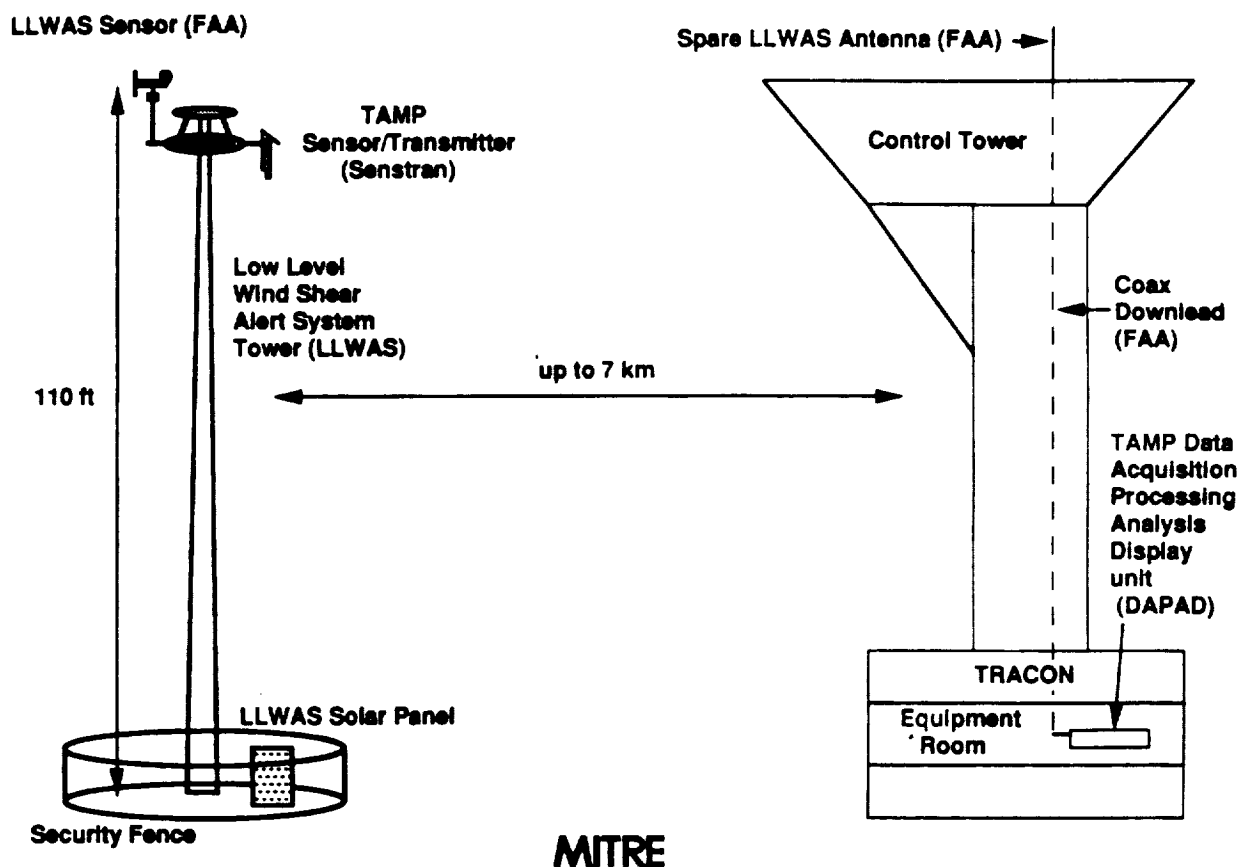 LLWAS Sensor (FAA)
TAMP
Sensor/Transmitter
(Senstran)
Low Level
Wind Shear
Alert System
Tower (LLWAS)
110 ft
LLWAS Solar Panel
Security Fence
up to 7 km
Spare LLWAS Antenna (FAA)
Control Tower
Coax
Downlead
(FAA)
TAMP Data
Acquisition
Processing
Analysis
Display
unit
(DAPAD)
TRACON
Equipment
Room
MITRE